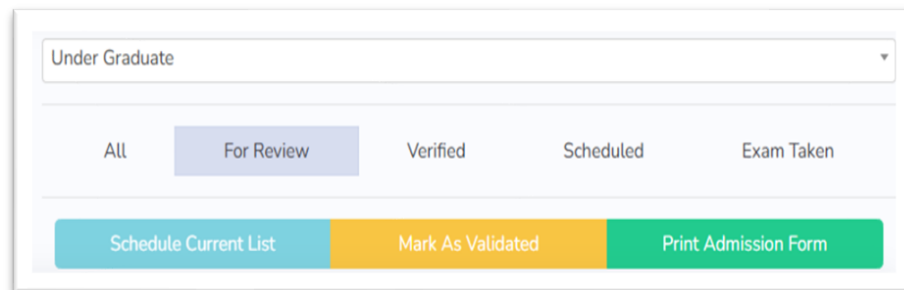 Under Graduate
All For Review Verified Scheduled Exam Taken
Schedule Current List Mark As Validated Print Admission Form